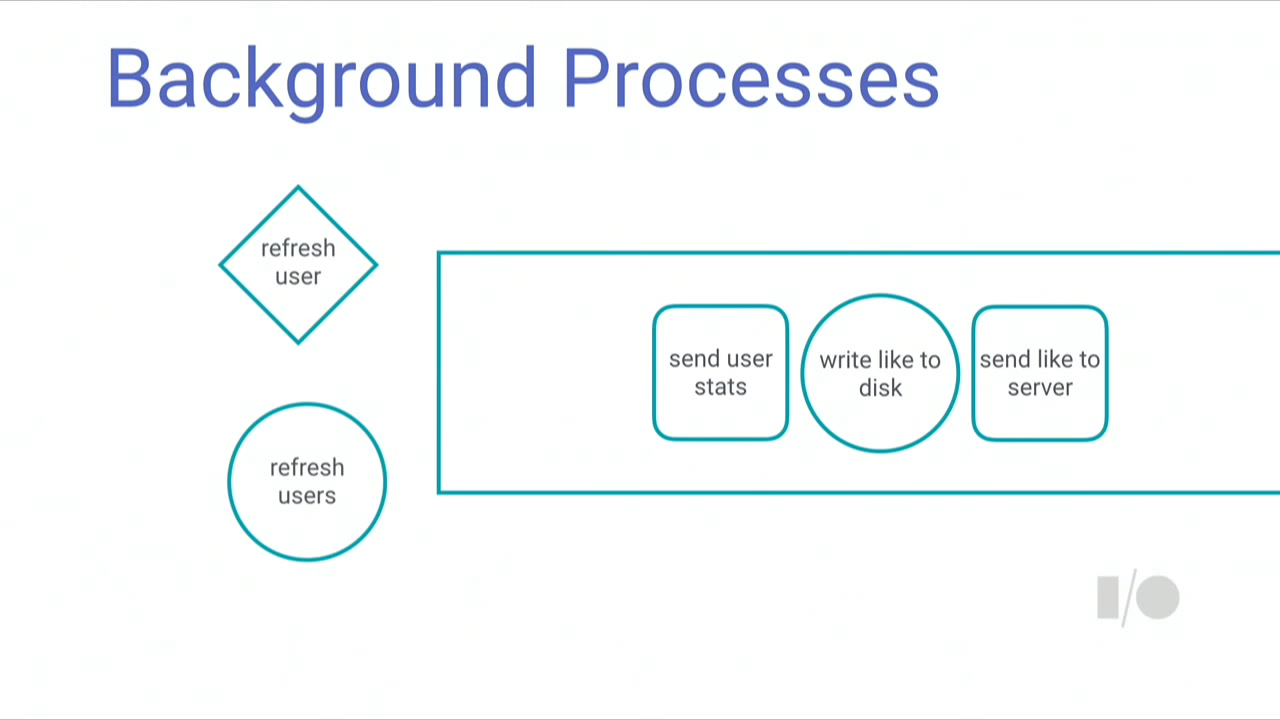 Background Processes
refresh
user
send user
stats
write like to
disk
send like to
server
refresh
users
I/O